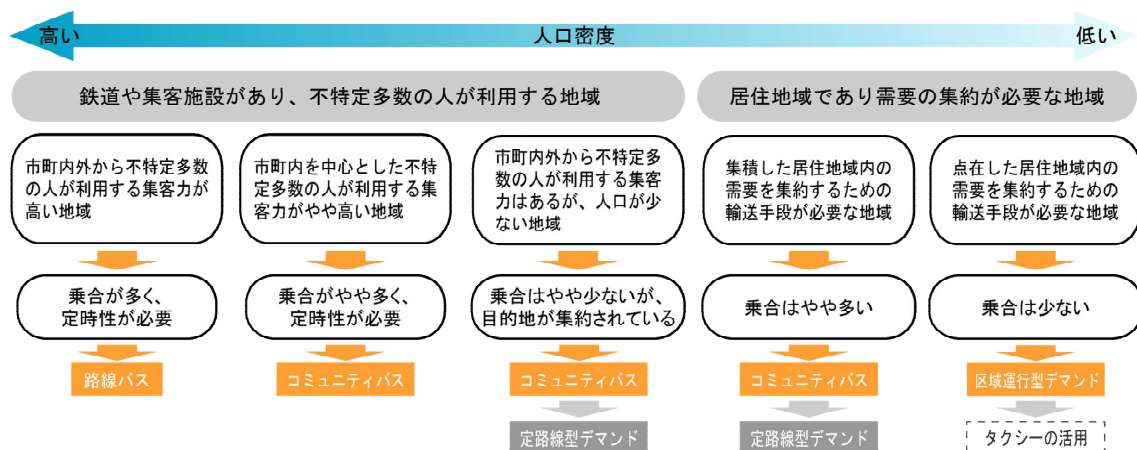 高い
人口密度
低い
鉄道や集客施設があり、不特定多数の人が利用する地域
居住地域であり需要の集約が必要な地域
市町内外から不特定多数
の人が利用する集客力が
高い地域
市町内を中心とした不特
定多数の人が利用する集
客力がやや高い地域
市町内外から不特定多
数の人が利用する集客
力はあるが、人口が少
ない地域
集積した居住地域内の
需要を集約するための
輸送手段が必要な地域
点在した居住地域内の
需要を集約するための
輸送手段が必要な地域
乗合が多く、
定時性が必要
乗合がやや多く、
定時性が必要
乗合はやや少ないが、
目的地が集約されている
乗合はやや多い
乗合は少ない
路線バス
コミュニティバス
コミュニティバス
コミュニティバス
区域運行型デマンド
定路線型デマンド
定路線型デマンド
タクシーの活用